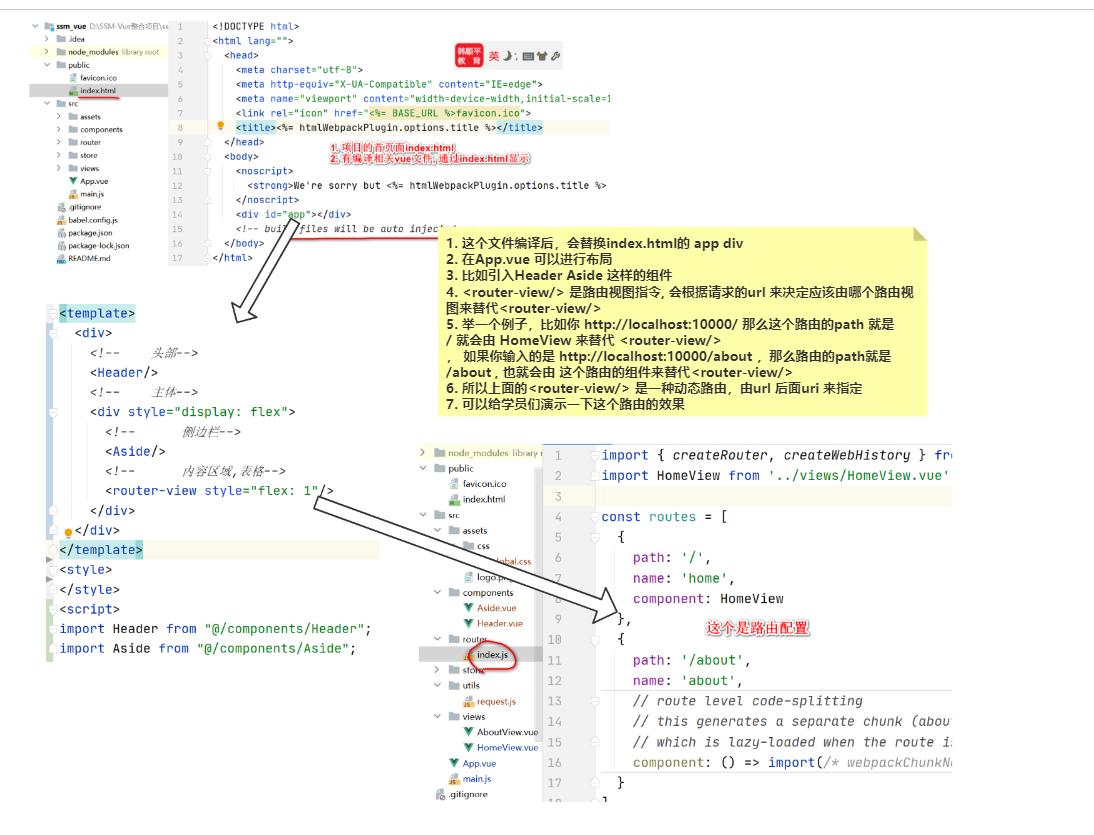 ssm_vue D:\SSM-Vue整合项目\ss
.idea
node_modules library root
public
favicon.ico
index.html
src
assets
components
router
store
views
App.vue
main.js
.gitignore
babel.config.js
package.json
package-lock.json
README.md
1 <!DOCTYPE html>
2 <html lang="">
3 <head>
4 <meta charset="utf-8">
5 <meta http-equiv="X-UA-Compatible" content="IE=edge">
6 <meta name="viewport" content="width=device-width,initial-scale=1
7 <link rel="icon" href="<%= BASE_URL %>favicon.ico">
8 <title><%= htmlWebpackPlugin.options.title %></title>
9 </head>
10 <body>
11 <noscript>
12 <strong>We're sorry but <%= htmlWebpackPlugin.options.title %>
13 </noscript>
14 <div id="app"></div>
15 <!-- buil files will be auto inject
16 </body>
17 </html>
韩顺平
教 育
英
1. 项目的首页面index.html
2. 有编译相关vue文件, 通过index.html显示
1. 这个文件编译后，会替换index.html的 app div
2. 在App.vue 可以进行布局
3. 比如引入Header Aside 这样的组件
4. <router-view/> 是路由视图指令, 会根据请求的url 来决定应该由哪个路由视
图来替代<router-view/>
5. 举一个例子，比如你 http://localhost:10000/ 那么这个路由的path 就是
/ 就会由 HomeView 来替代 <router-view/>
， 如果你输入的是 http://localhost:10000/about ，那么路由的path就是
/about , 也就会由 这个路由的组件来替代<router-view/>
6. 所以上面的<router-view/> 是一种动态路由，由url 后面uri 来指定
7. 可以给学员们演示一下这个路由的效果
<template>
<div>
<!-- 头部-->
<Header/>
<!-- 主体-->
<div style="display: flex">
<!-- 侧边栏-->
<Aside/>
<!-- 内容区域,表格-->
<router-view style="flex: 1"/>
</div>
</div>
</template>
<style>
</style>
<script>
import Header from "@/components/Header";
import Aside from "@/components/Aside";
node_modules library r
public
favicon.ico
index.html
src
assets
css
global.css
logo.png
components
Aside.vue
Header.vue
router
index.js
store
utils
JS request.js
views
AboutView.vue
HomeView.vue
App.vue
main.js
.gitignore
1 import { createRouter, createWebHistory } fr
2 import HomeView from '../views/HomeView.vue'
3
4 const routes = [
5 {
6 path: '/',
7 name: 'home',
8 component: HomeView
9 },
10 {
11 path: '/about',
12 name: 'about',
13 // route level code-splitting
14 // this generates a separate chunk (abou
15 // which is lazy-loaded when the route i
16 component: () => import(/* webpackChunkN
17 }
18 ]
这个是路由配置